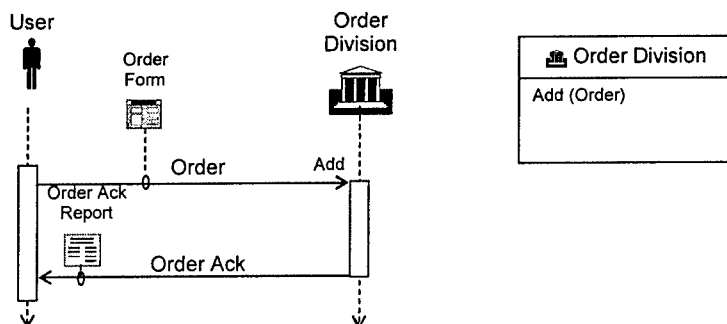 User
Order
Division
Order
Form
Order Division
Add (Order)
Order
Add
Order Ack
Report
Order Ack